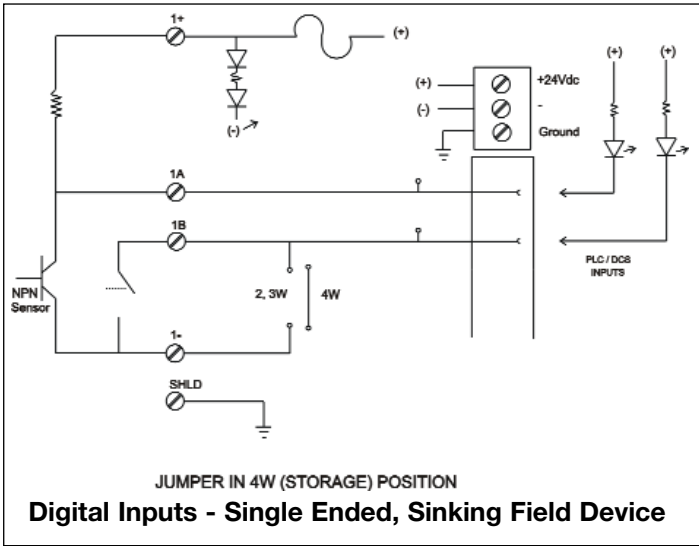 1+
(+)
(-)
(+)
(-)
+24Vdc
-
Ground
(+)
(+)
1A
1B
NPN
Sensor
2, 3W
4W
PLC / DCS
INPUTS
1-
SHLD
JUMPER IN 4W (STORAGE) POSITION
Digital Inputs - Single Ended, Sinking Field Device